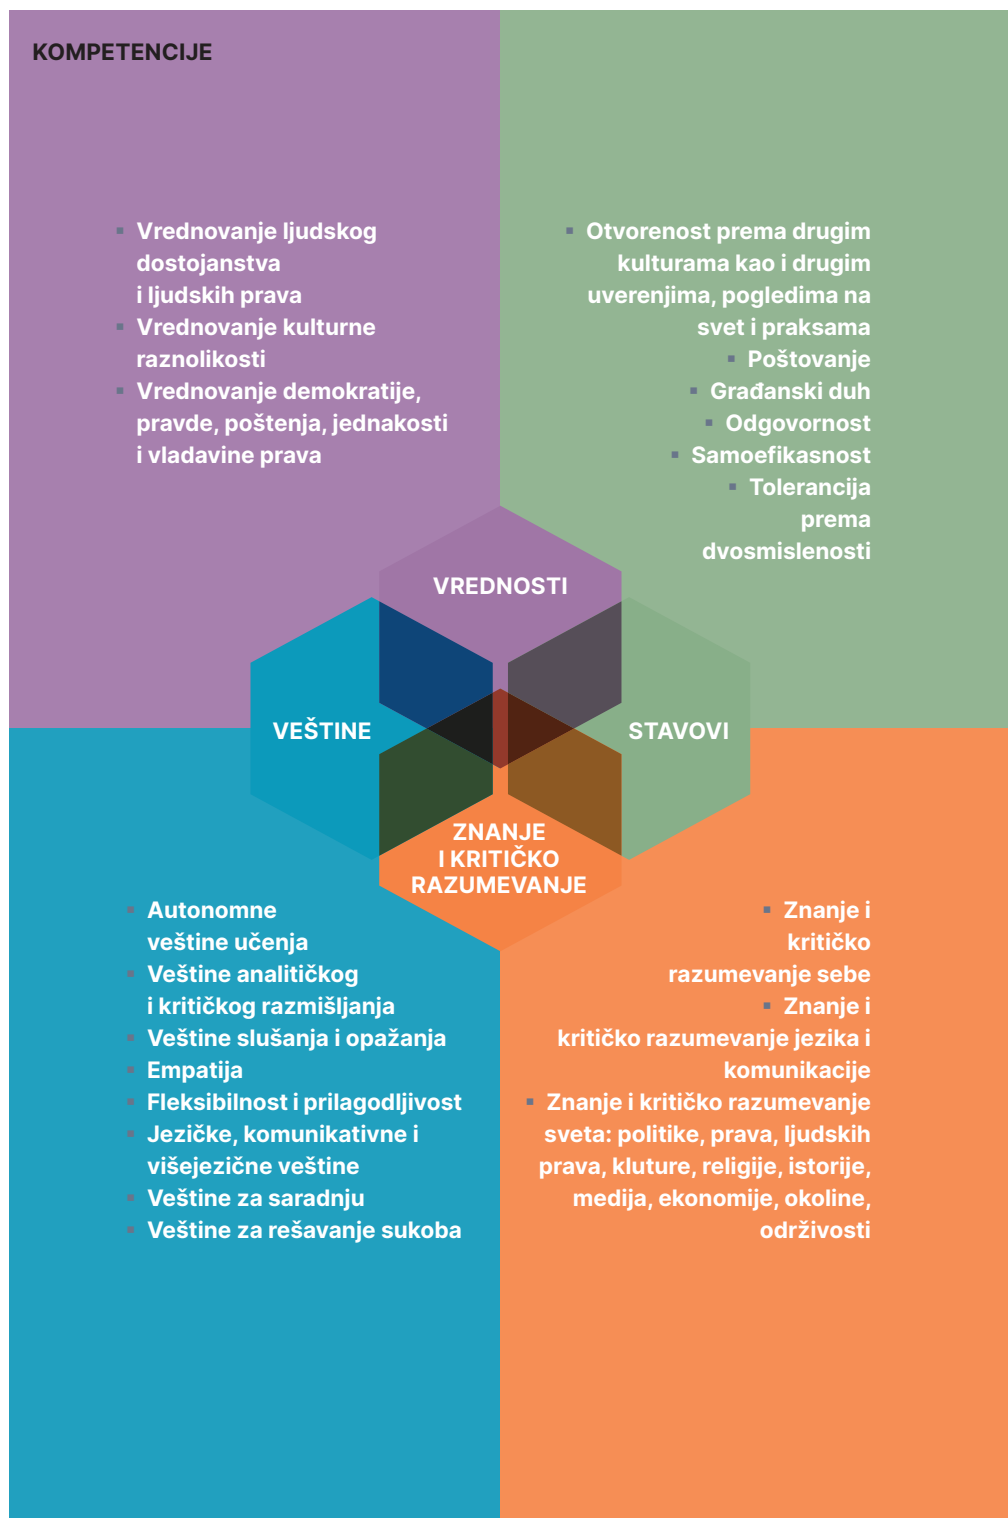 KOMPETENCIJE
▪ Vrednovanje ljudskog
dostojanstva
i ljudskih prava
▪ Vrednovanje kulturne
raznolikosti
▪ Vrednovanje demokratije,
pravde, poštenja, jednakosti
i vladavine prava
▪ Otvorenost prema drugim
kulturama kao i drugim
uverenjima, pogledima na
svet i praksama
▪ Poštovanje
▪ Građanski duh
▪ Odgovornost
▪ Samoefikasnost
▪ Tolerancija
prema
dvosmislenosti
VREDNOSTI
VEŠTINE
STAVOVI
ZNANJE
I KRITIČKO
RAZUMEVANJE
▪ Autonomne
veštine učenja
▪ Veštine analitičkog
i kritičkog razmišljanja
▪ Veštine slušanja i opažanja
▪ Empatija
▪ Fleksibilnost i prilagodljivost
▪ Jezičke, komunikativne i
višejezične veštine
▪ Veštine za saradnju
▪ Veštine za rešavanje sukoba
▪ Znanje i
kritičko
razumevanje sebe
▪ Znanje i
kritičko razumevanje jezika i
komunikacije
▪ Znanje i kritičko razumevanje
sveta: politike, prava, ljudskih
prava, kluture, religije, istorije,
medija, ekonomije, okoline,
održivosti